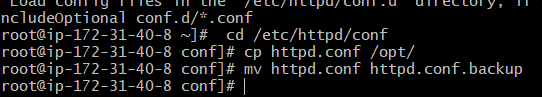 Load config files in the "/etc/httpd/conf.d" directory, if
ncludeOptional conf.d/*.conf
root@ip-172-31-40-8 ~]#  cd /etc/httpd/conf
root@ip-172-31-40-8 conf]# cp httpd.conf /opt/
root@ip-172-31-40-8 conf]# mv httpd.conf httpd.conf.backup
root@ip-172-31-40-8 conf]#